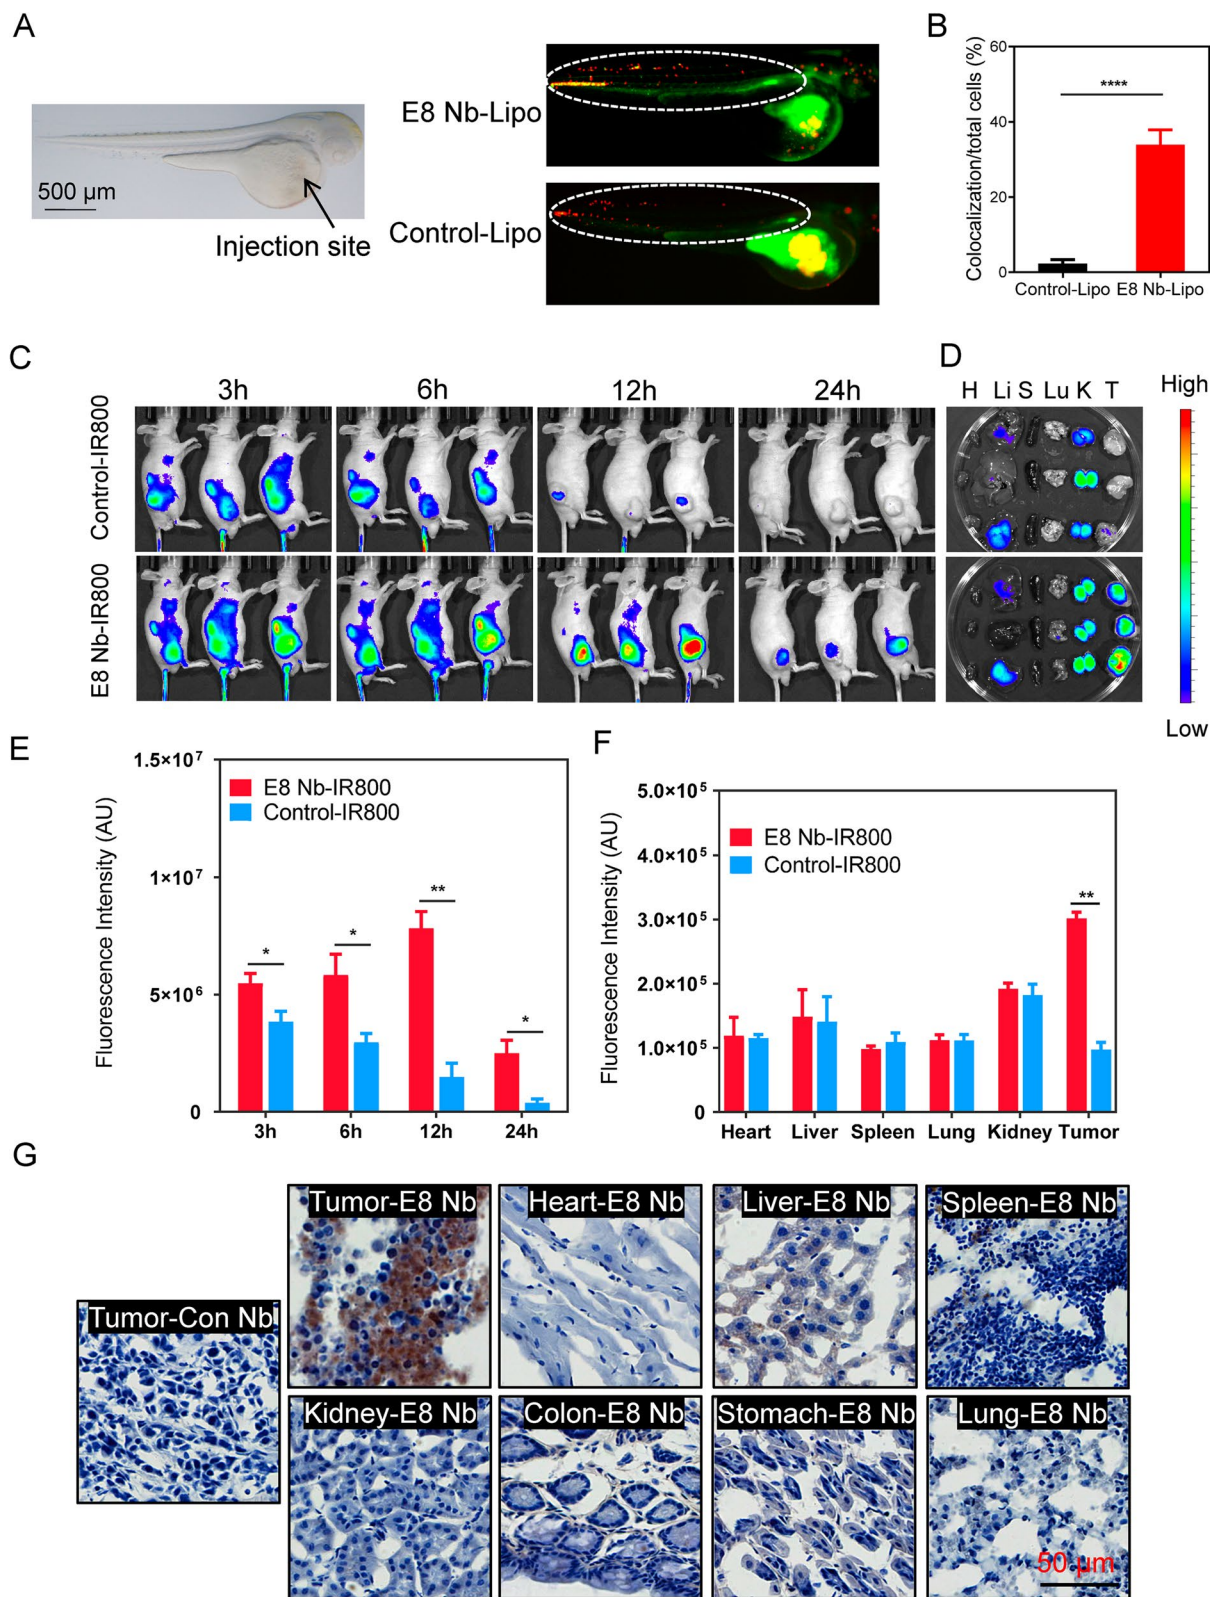 A
B
E8 Nb-Lipo
Control-Lipo
500 μm
Injection site
Colocalization/total cells (%)
60
40
20
0
****
Control-Lipo E8 Nb-Lipo
C
D
3h 6h 12h 24h
Control-IR800
E8 Nb-IR800
H Li S Lu K T
High
Low
E
Fluorescence Intensity (AU)
1.5×10⁷
1×10⁷
5×10⁶
0
E8 Nb-IR800
Control-IR800
* * ** *
3h 6h 12h 24h
F
Fluorescence Intensity (AU)
5.0×10⁵
4.0×10⁵
3.0×10⁵
2.0×10⁵
1.0×10⁵
0
E8 Nb-IR800
Control-IR800
**
Heart Liver Spleen Lung Kidney Tumor
G
Tumor-Con Nb
Tumor-E8 Nb Heart-E8 Nb Liver-E8 Nb Spleen-E8 Nb
Kidney-E8 Nb Colon-E8 Nb Stomach-E8 Nb Lung-E8 Nb
50 μm